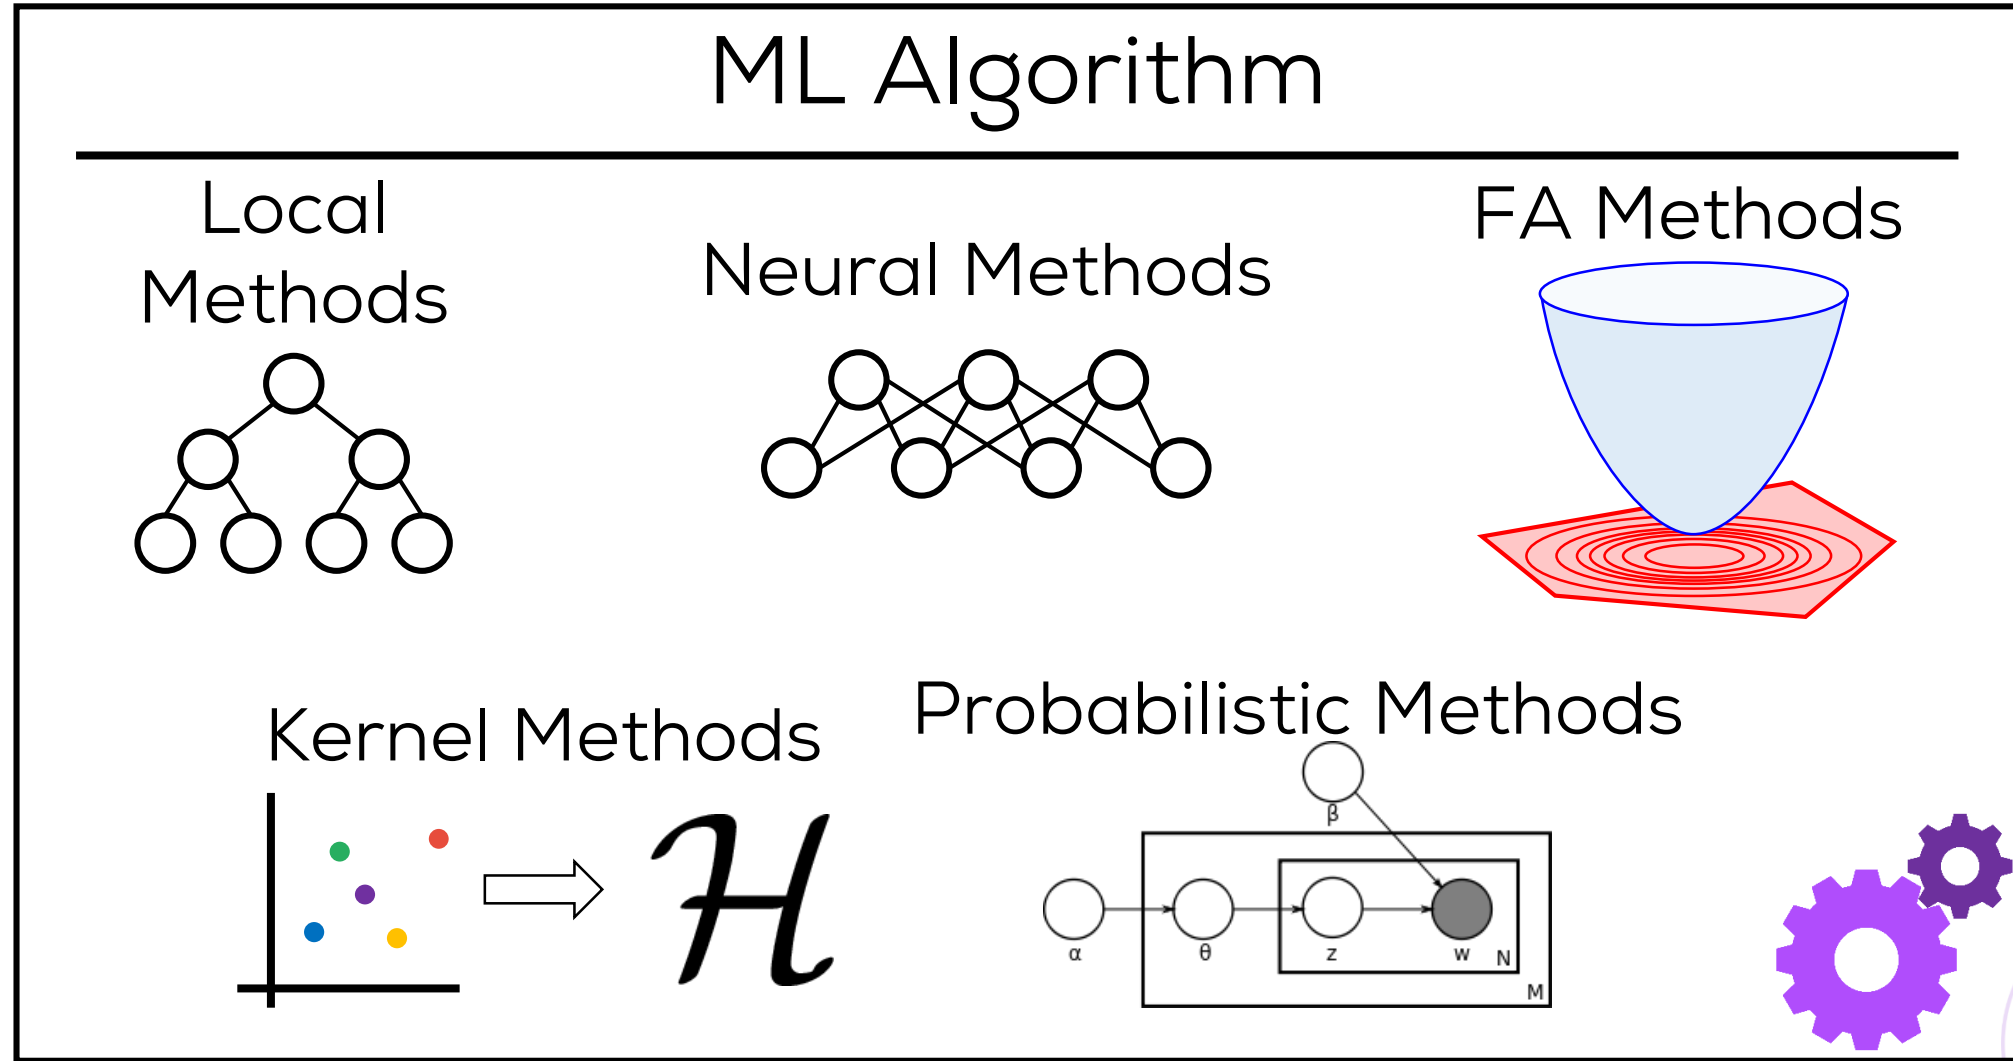 ML Algorithm
Local
Methods
Neural Methods
FA Methods
Kernel Methods
Probabilistic Methods
β
α
θ
z
w
N
M
H